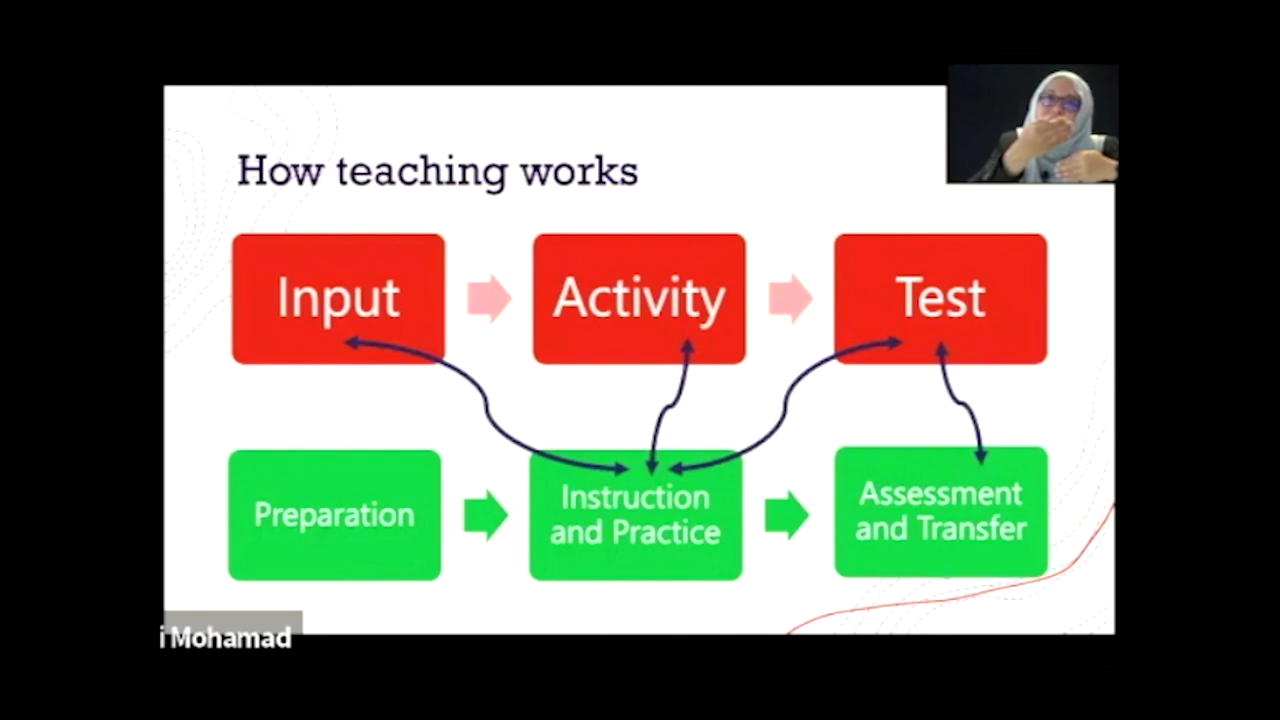 How teaching works
Input
Activity
Test
Preparation
Instruction
and Practice
Assessment
and Transfer
i Mohamad